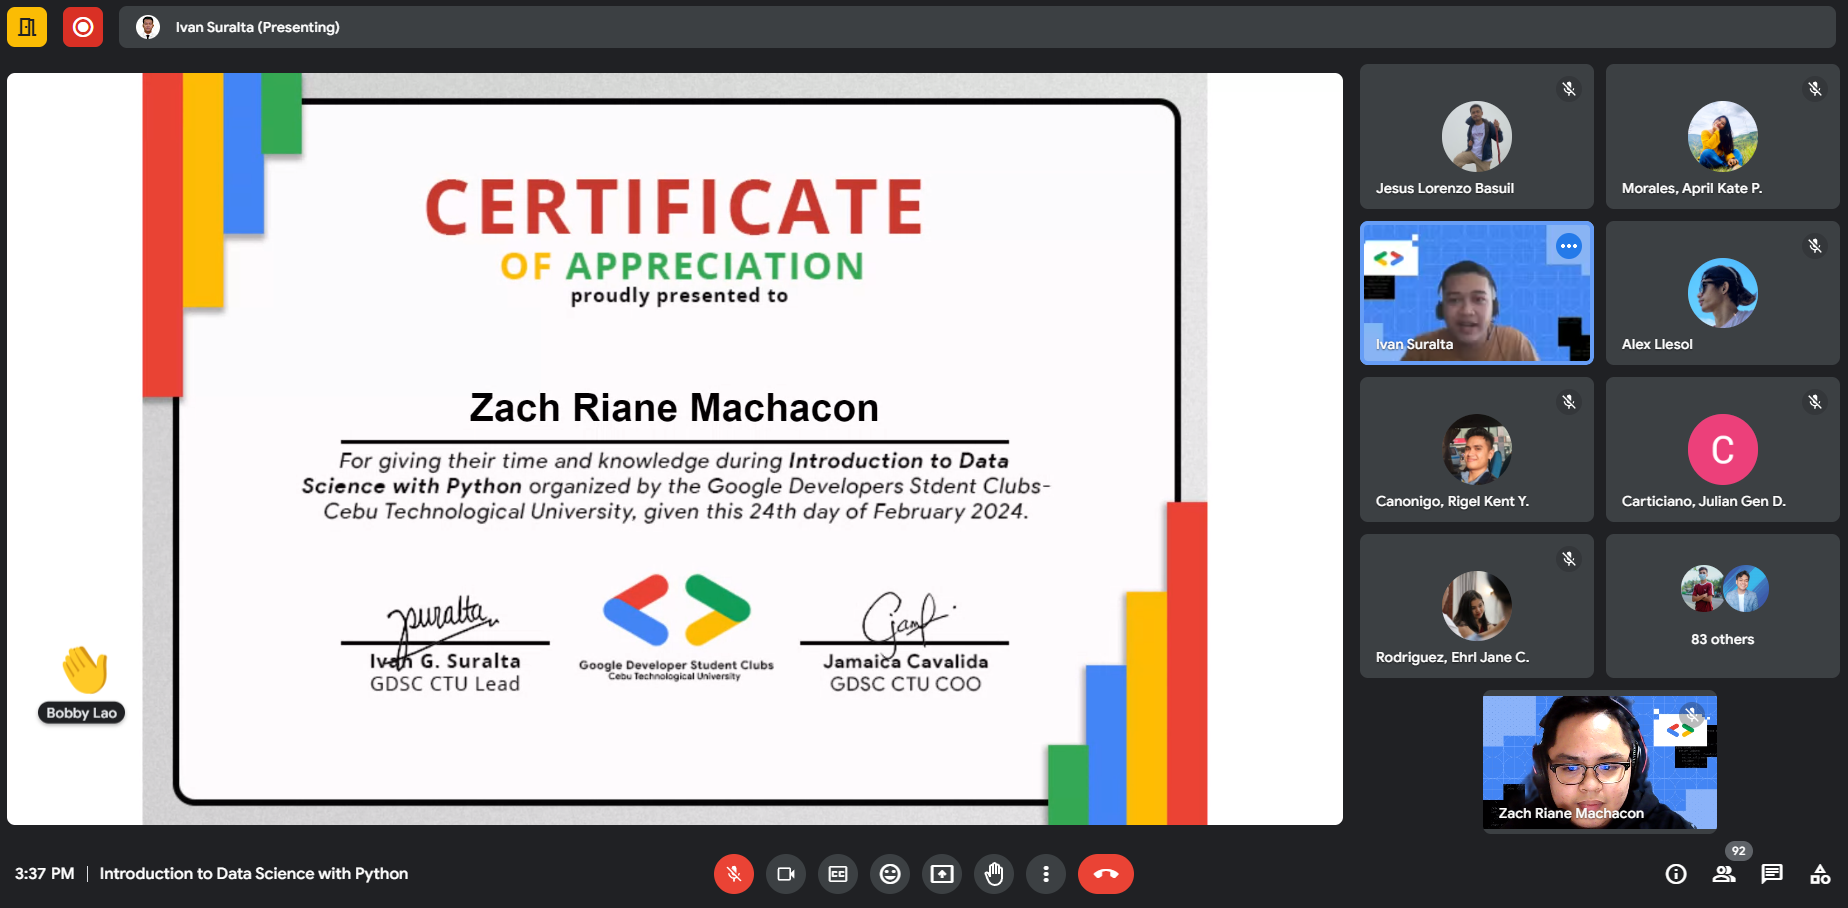 Ivan Suralta (Presenting)
CERTIFICATE
OF APPRECIATION
proudly presented to
Zach Riane Machacon
For giving their time and knowledge during Introduction to Data
Science with Python organized by the Google Developers Stdent Clubs-
Cebu Technological University, given this 24th day of February 2024.
psuralta
Ivan G. Suralta
GDSC CTU Lead
Google Developer Student Clubs
Cebu Technological University
Jamaica Cavalida
GDSC CTU COO
Bobby Lao
Jesus Lorenzo Basuil
Morales, April Kate P.
Ivan Suralta
Alex Llesol
Canonigo, Rigel Kent Y.
C
Carticiano, Julian Gen D.
Rodriguez, Ehrl Jane C.
83 others
Zach Riane Machacon
3:37 PM | Introduction to Data Science with Python
CC
92